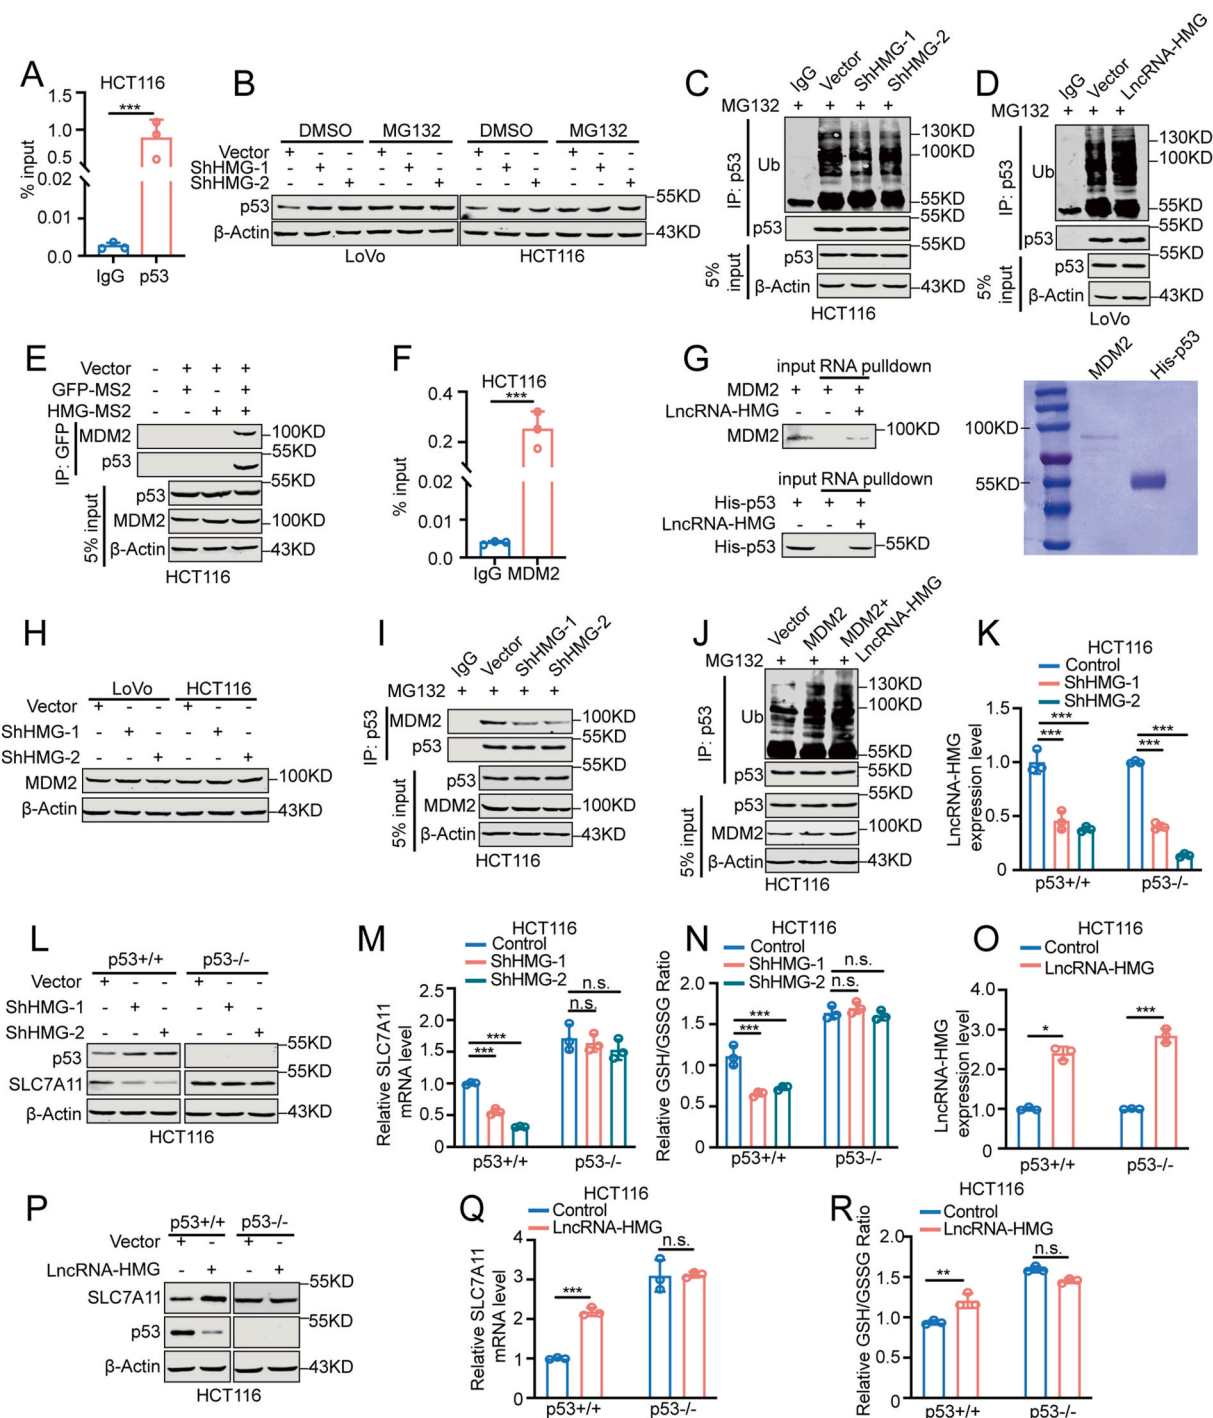 A
HCT116
***
% input
1.5
1.0
0.5
0.02
0.01
0.0
IgG p53
B
DMSO MG132 DMSO MG132
Vector + - - + - - + - - + - -
ShHMG-1 - + - - + - - + - - + -
ShHMG-2 - - + - - + - - + - - +
p53 55KD
β-Actin 43KD
LoVo HCT116
C
IgG Vector ShHMG-1 ShHMG-2
MG132 + + + +
IP: p53
Ub
130KD
100KD
55KD
55KD
p53
5% input
p53 55KD
β-Actin 43KD
HCT116
D
IgG Vector LncRNA-HMG
MG132 + + +
IP: p53
Ub
130KD
100KD
55KD
55KD
p53
5% input
p53 55KD
β-Actin 43KD
LoVo
E
Vector - + + +
GFP-MS2 - + - +
HMG-MS2 - - + +
IP: GFP
MDM2 100KD
p53 55KD
5% input
p53 55KD
MDM2 100KD
β-Actin 43KD
HCT116
F
HCT116
***
% input
0.4
0.2
0.02
0.01
0.0
IgG MDM2
G
input RNA pulldown
MDM2 + + +
LncRNA-HMG - - +
MDM2 100KD
input RNA pulldown
His-p53 + + +
LncRNA-HMG - - +
His-p53 55KD
MDM2 His-p53
100KD
55KD
H
LoVo HCT116
Vector + - - + - -
ShHMG-1 - + - - + -
ShHMG-2 - - + - - +
MDM2 100KD
β-Actin 43KD
I
IgG Vector ShHMG-1 ShHMG-2
MG132 + + + +
IP: p53
MDM2 100KD
p53 55KD
5% input
p53 55KD
MDM2 100KD
β-Actin 43KD
HCT116
J
Vector MDM2 MDM2+ LncRNA-HMG
MG132 + + +
IP: p53
Ub
130KD
100KD
55KD
p53 55KD
5% input
p53 55KD
MDM2 100KD
β-Actin 43KD
HCT116
K
HCT116
Control
ShHMG-1
ShHMG-2
LncRNA-HMG
expression level
1.5
1.0
0.5
0
***
***
***
***
p53+/+ p53-/-
L
p53+/+ p53-/-
Vector + - - + - -
ShHMG-1 - + - - + -
ShHMG-2 - - + - - +
p53 55KD
SLC7A11 55KD
β-Actin 43KD
HCT116
M
HCT116
Control
ShHMG-1
ShHMG-2
Relative SLC7A11
mRNA level
2.5
2.0
1.5
1.0
0.5
0
***
***
n.s.
n.s.
p53+/+ p53-/-
N
HCT116
Control
ShHMG-1
ShHMG-2
Relative GSH/GSSG Ratio
2.0
1.5
1.0
0.5
0
***
***
n.s.
n.s.
p53+/+ p53-/-
O
HCT116
Control
LncRNA-HMG
LncRNA-HMG
expression level
4.0
3.0
2.0
1.0
0
*
***
p53+/+ p53-/-
P
p53+/+ p53-/-
Vector + - + -
LncRNA-HMG - + - +
SLC7A11 55KD
p53 55KD
β-Actin 43KD
HCT116
Q
HCT116
Control
LncRNA-HMG
Relative SLC7A11
mRNA level
4
3
2
1
0
***
n.s.
p53+/+ p53-/-
R
HCT116
Control
LncRNA-HMG
Relative GSH/GSSG Ratio
2.0
1.5
1.0
0.5
0.0
**
n.s.
p53+/+ p53-/-